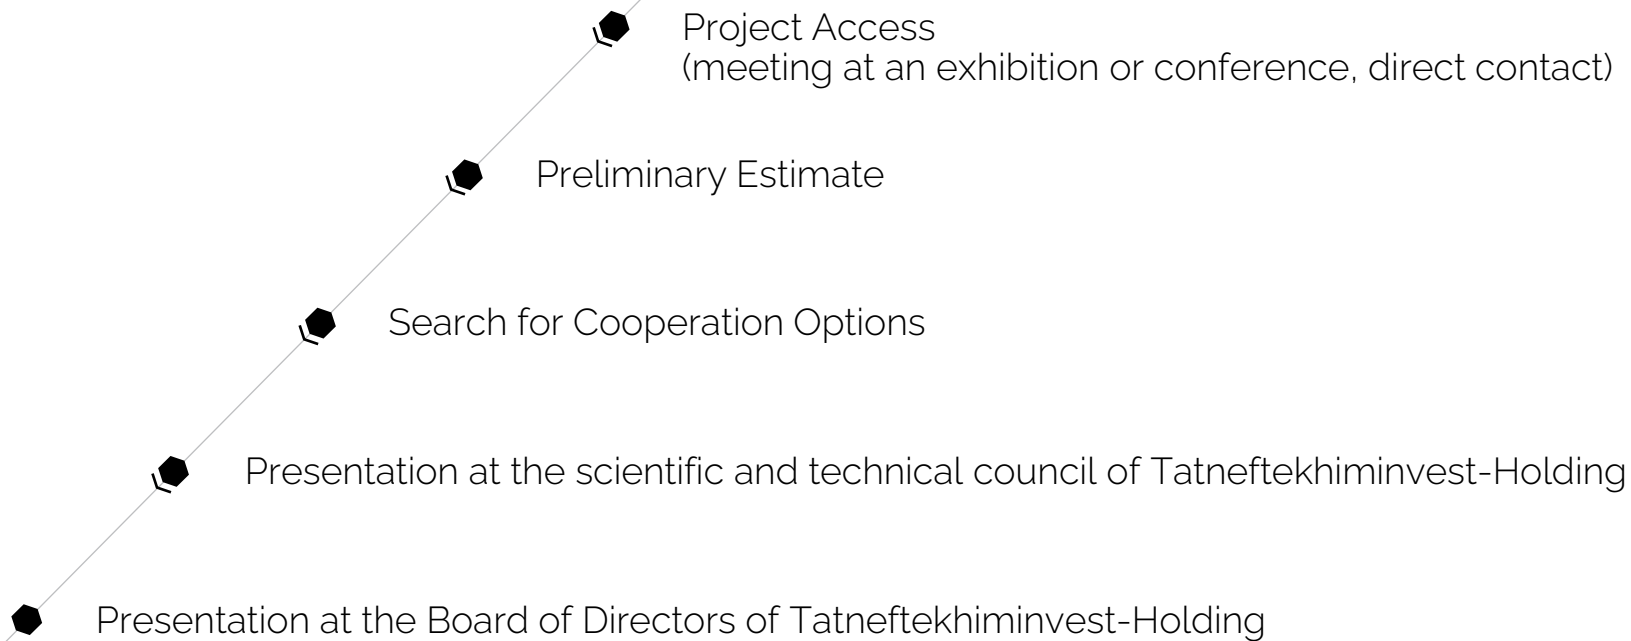 Project Access
(meeting at an exhibition or conference, direct contact)
Preliminary Estimate
Search for Cooperation Options
Presentation at the scientific and technical council of Tatneftekhiminvest-Holding
Presentation at the Board of Directors of Tatneftekhiminvest-Holding